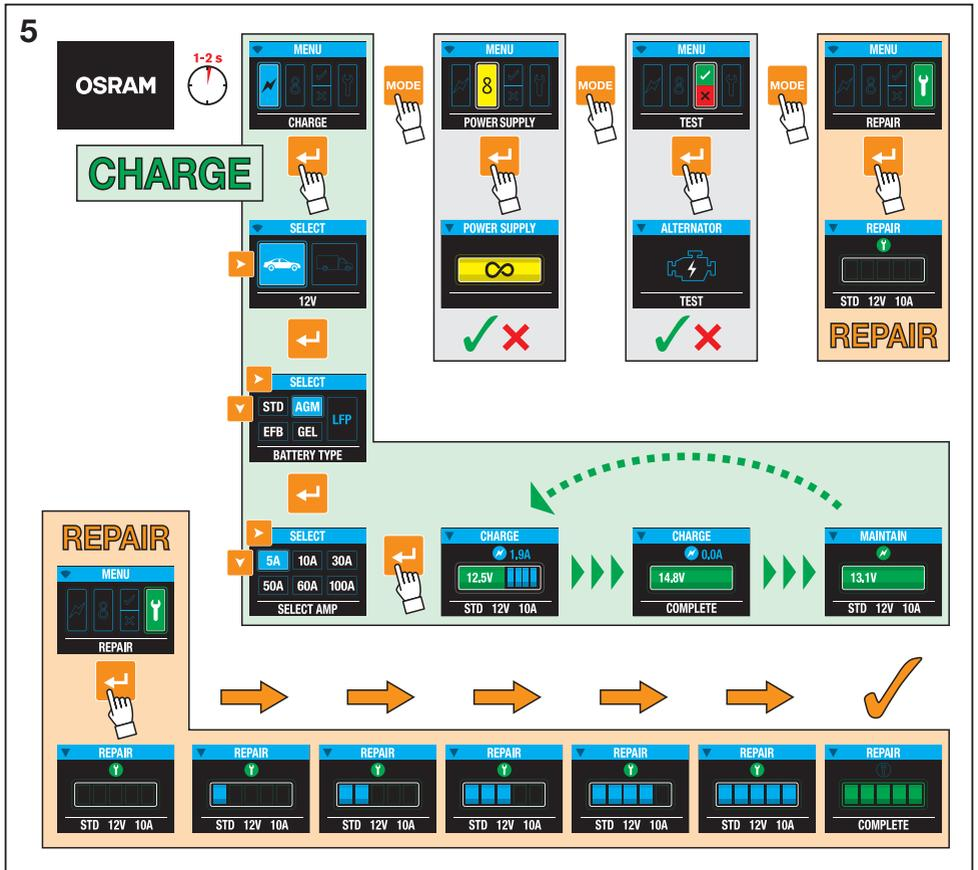 5
OSRAM
1-2 s
MENU
CHARGE
MODE
MENU
8
POWER SUPPLY
MODE
MENU
TEST
MODE
MENU
REPAIR
CHARGE
SELECT
12V
POWER SUPPLY
∞
ALTERNATOR
TEST
REPAIR
STD 12V 10A
REPAIR
SELECT
STD AGM LFP
EFB GEL
BATTERY TYPE
SELECT
5A 10A 30A
50A 60A 100A
SELECT AMP
CHARGE
1,9A
12.5V
STD 12V 10A
CHARGE
0,0A
14.8V
COMPLETE
MAINTAIN
13.1V
STD 12V 10A
REPAIR
MENU
REPAIR
REPAIR
STD 12V 10A
REPAIR
STD 12V 10A
REPAIR
STD 12V 10A
REPAIR
STD 12V 10A
REPAIR
STD 12V 10A
REPAIR
STD 12V 10A
REPAIR
COMPLETE